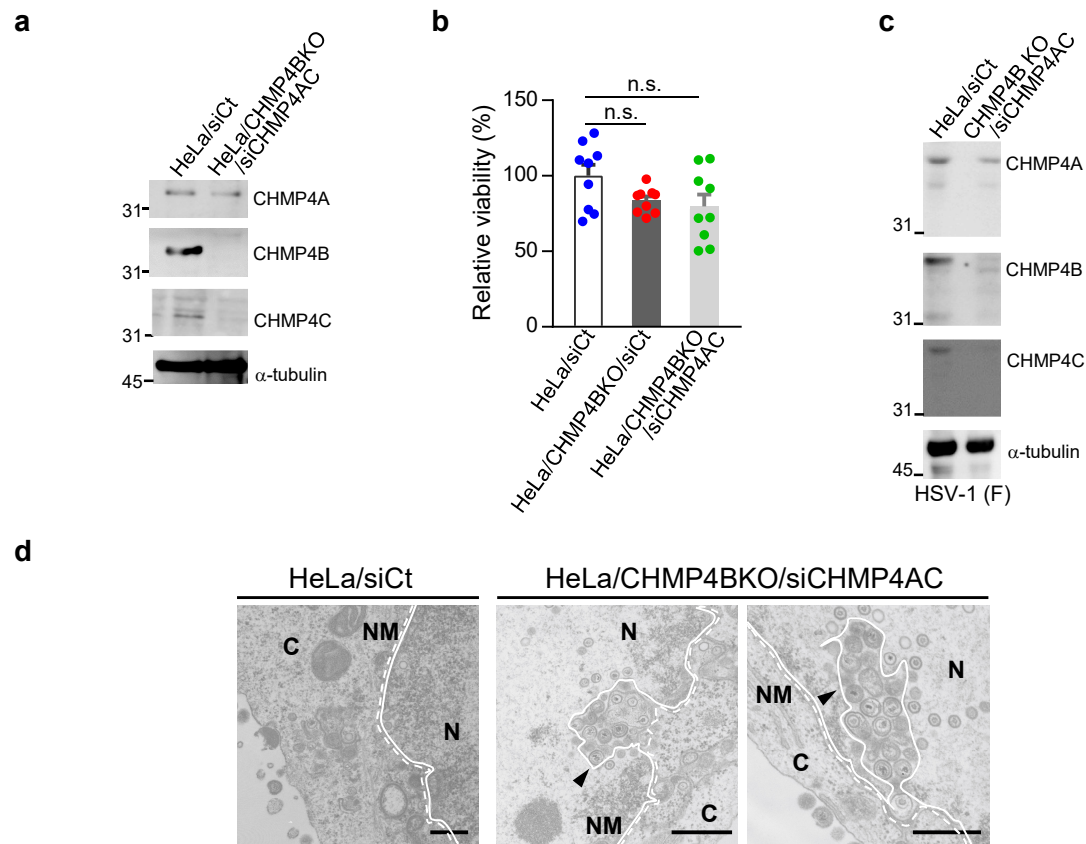 a
HeLa/siCt
HeLa/CHMP4BKO
/siCHMP4AC
31
CHMP4A
31
CHMP4B
31
CHMP4C
45
α-tubulin
b
Relative viability (%)
150
100
50
0
n.s.
n.s.
HeLa/siCt
HeLa/CHMP4BKO/siCt
HeLa/CHMP4BKO
/siCHMP4AC
c
HeLa/siCt
CHMP4B KO
/siCHMP4AC
CHMP4A
31
CHMP4B
31
CHMP4C
31
α-tubulin
45
HSV-1 (F)
d
HeLa/siCt
HeLa/CHMP4BKO/siCHMP4AC
C
NM
N
N
NM
C
N
NM
C